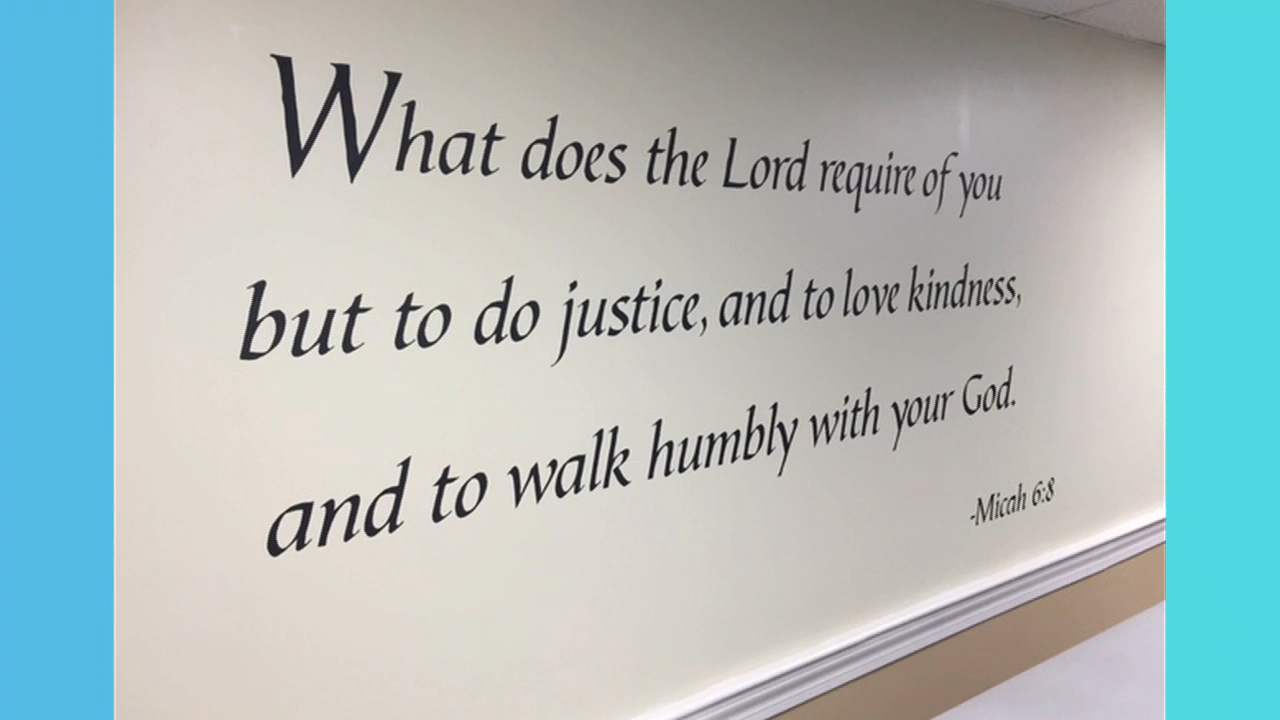 What does the Lord require of you
but to do justice, and to love kindness,
and to walk humbly with your God.
-Micah 6:8